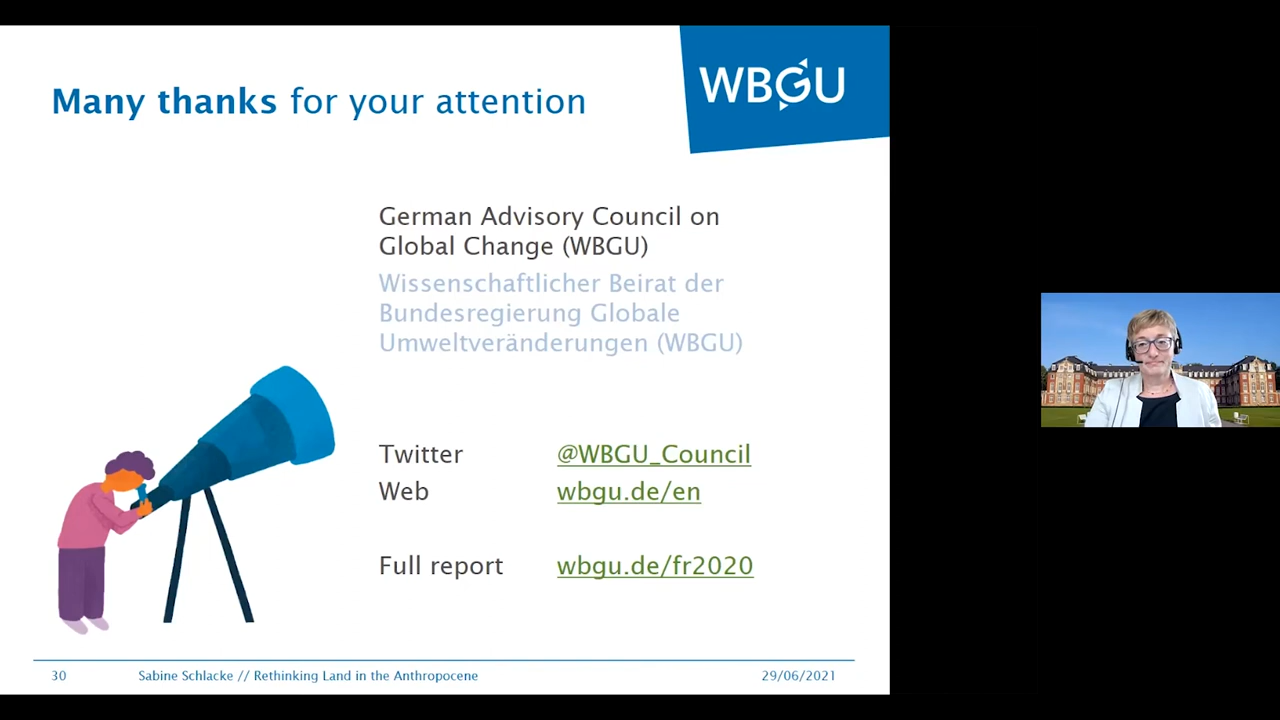 Many thanks for your attention
WBGU
German Advisory Council on
Global Change (WBGU)
Wissenschaftlicher Beirat der
Bundesregierung Globale
Umweltveränderungen (WBGU)
Twitter @WBGU_Council
Web wbgu.de/en
Full report wbgu.de/fr2020
30 Sabine Schlacke // Rethinking Land in the Anthropocene 29/06/2021